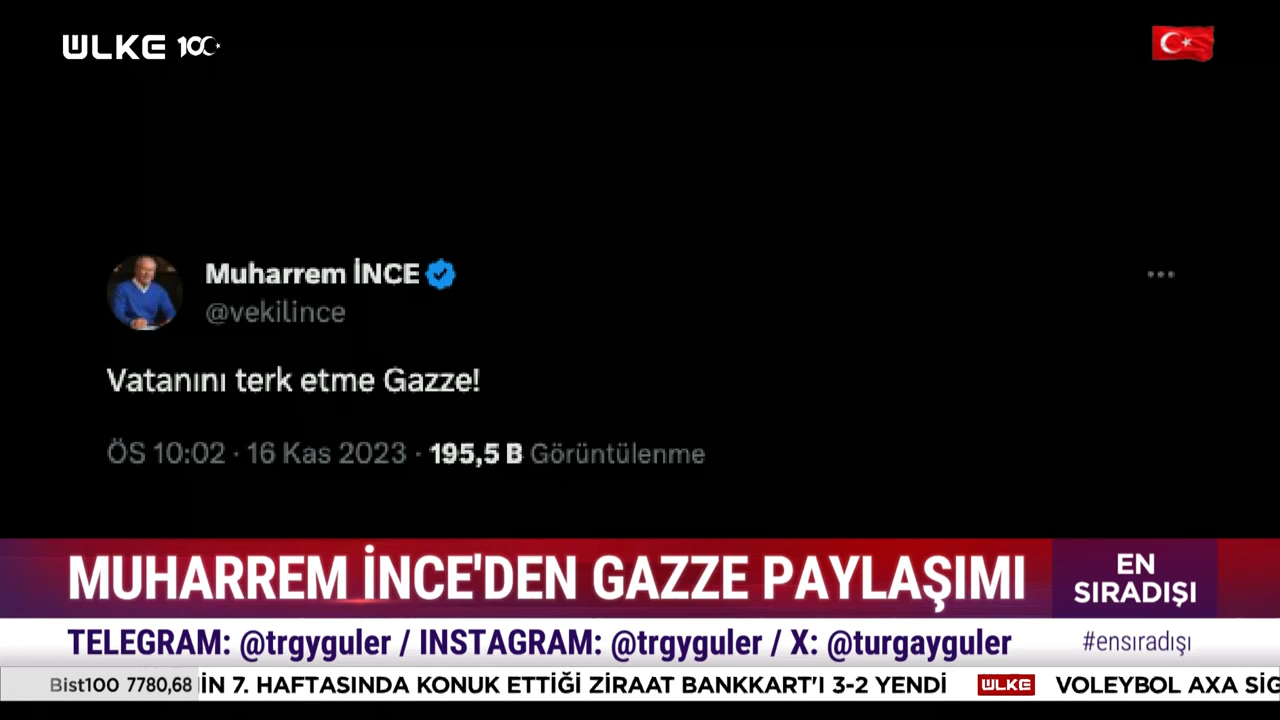 ÜLKE 100
Muharrem İNCE
@vekilince
Vatanını terk etme Gazze!
ÖS 10:02 · 16 Kas 2023 · 195,5 B Görüntülenme
MUHARREM İNCE'DEN GAZZE PAYLAŞIMI
EN
SIRADIŞI
TELEGRAM: @trgyguler / INSTAGRAM: @trgyguler / X: @turgayguler
#ensıradışı
Bist100 7780,68 İN 7. HAFTASINDA KONUK ETTİĞİ ZİRAAT BANKKART'I 3-2 YENDİ ÜLKE VOLEYBOL AXA SİG